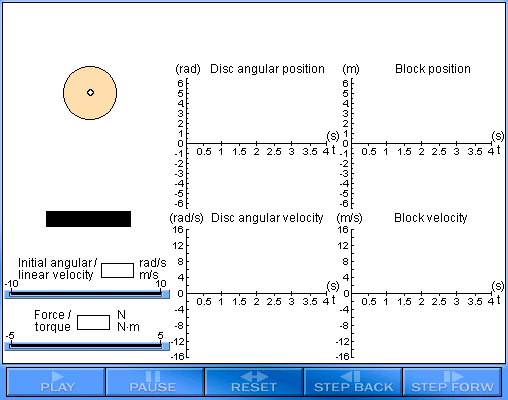 (rad) Disc angular position
6
5
4
3
2
1
0
-1
-2
-3
-4
-5
-6
0.5 1 1.5 2 2.5 3 3.5 4 t
(s)
(m) Block position
6
5
4
3
2
1
0
-1
-2
-3
-4
-5
-6
0.5 1 1.5 2 2.5 3 3.5 4 t
(s)
(rad/s) Disc angular velocity
16
12
8
4
0
-4
-8
-12
-16
0.5 1 1.5 2 2.5 3 3.5 4 t
(s)
(m/s) Block velocity
16
12
8
4
0
-4
-8
-12
-16
0.5 1 1.5 2 2.5 3 3.5 4 t
(s)
Initial angular / rad/s
linear velocity m/s
-10 10
Force / N
torque N·m
-5 5
PLAY PAUSE RESET STEP BACK STEP FORW